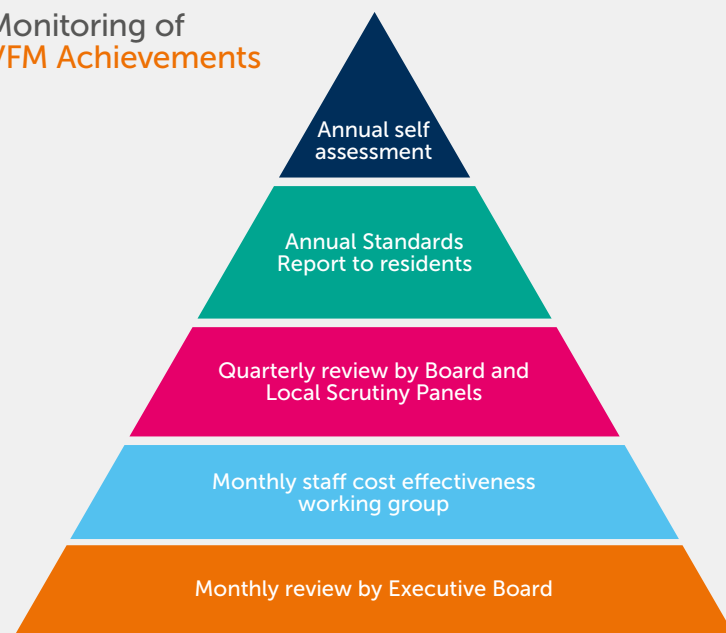 Monitoring of
VFM Achievements
Annual self
assessment
Annual Standards
Report to residents
Quarterly review by Board and
Local Scrutiny Panels
Monthly staff cost effectiveness
working group
Monthly review by Executive Board